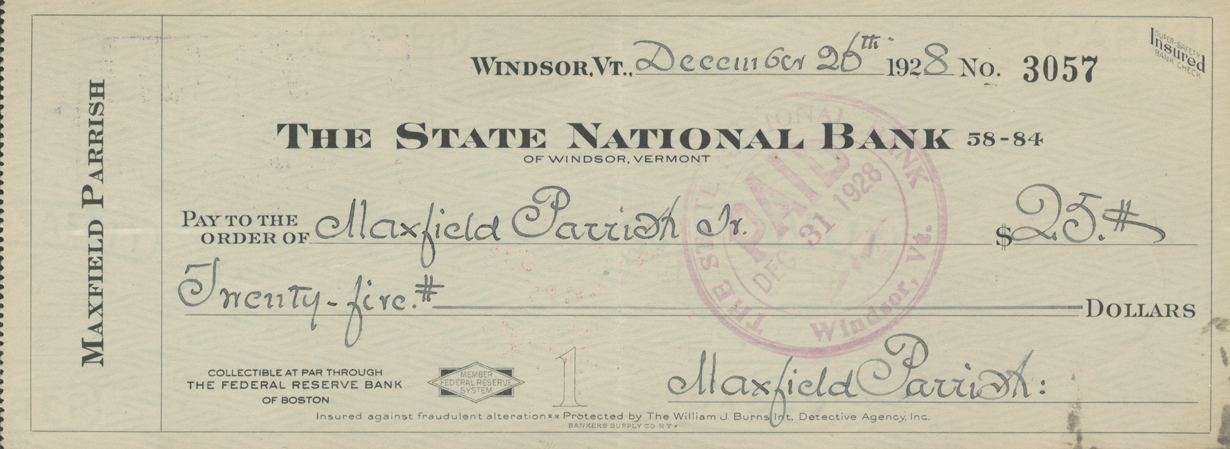 WINDSOR, VT., December 26th 1928 No. 3057
Super-Safety
Insured
BANK CHECK
THE STATE NATIONAL BANK 58-84
OF WINDSOR, VERMONT
PAY TO THE ORDER OF Maxfield Parrish Jr. $25.#
Twenty-five.# DOLLARS
Maxfield Parrish:
MAXFIELD PARRISH
COLLECTIBLE AT PAR THROUGH
THE FEDERAL RESERVE BANK
OF BOSTON
MEMBER
FEDERAL RESERVE
SYSTEM
1
Insured against fraudulent alteration** Protected by The William J. Burns Int. Detective Agency, Inc.
BANKERS SUPPLY CO NY
THE STATE NATIONAL BANK
PAID
DEC 31 1928
Windsor, Vt.